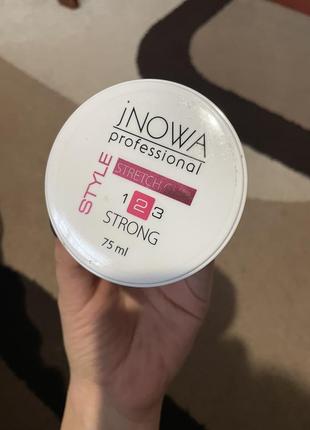 jNOWA
professional
STYLE
STRETCH
1 2 3
STRONG
75 ml